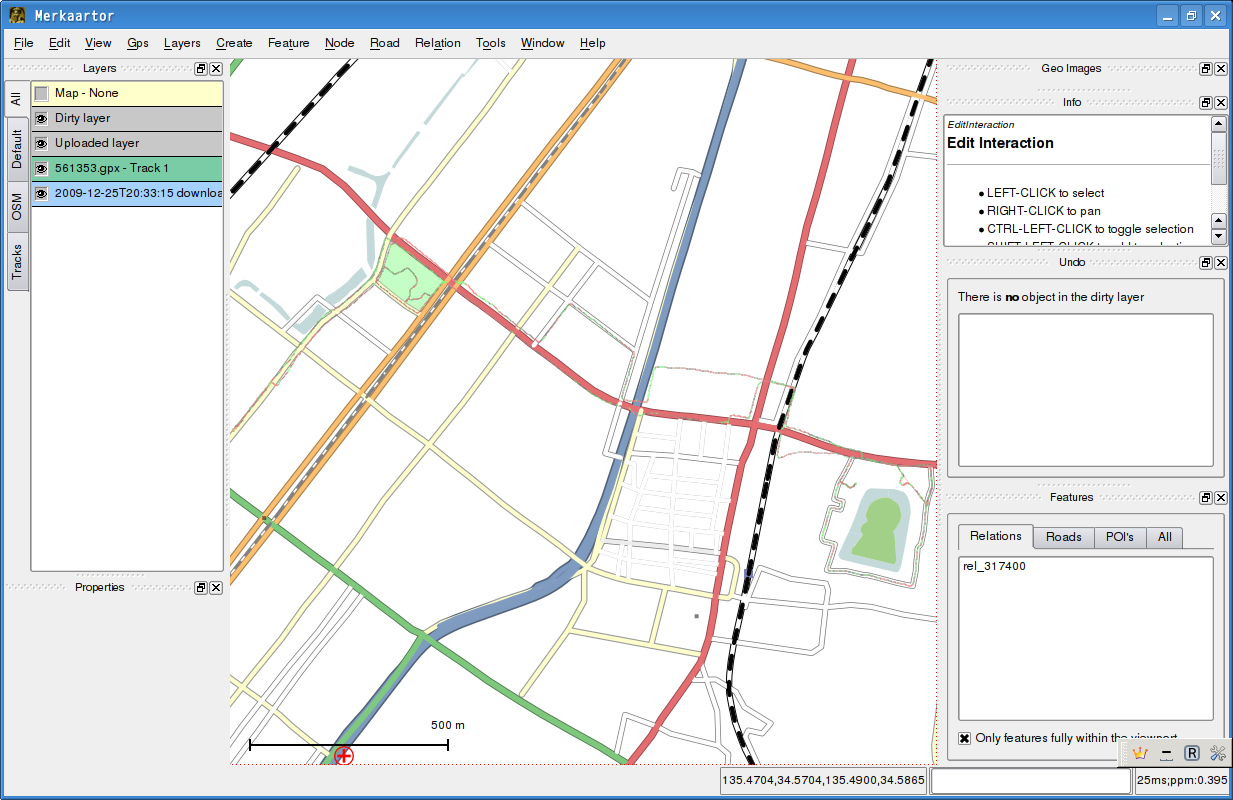 Merkaartor
File Edit View Gps Layers Create Feature Node Road Relation Tools Window Help
Layers
All
Default
OSM
Tracks
Map - None
Dirty layer
Uploaded layer
561353.gpx - Track 1
2009-12-25T20:33:15 downloa
Properties
500 m
Geo Images
Info
EditInteraction
Edit Interaction
• LEFT-CLICK to select
• RIGHT-CLICK to pan
• CTRL-LEFT-CLICK to toggle selection
Undo
There is no object in the dirty layer
Features
Relations Roads POI's All
rel_317400
Only features fully within the viewport
R
135.4704,34.5704,135.4900,34.5865
25ms;ppm:0.395